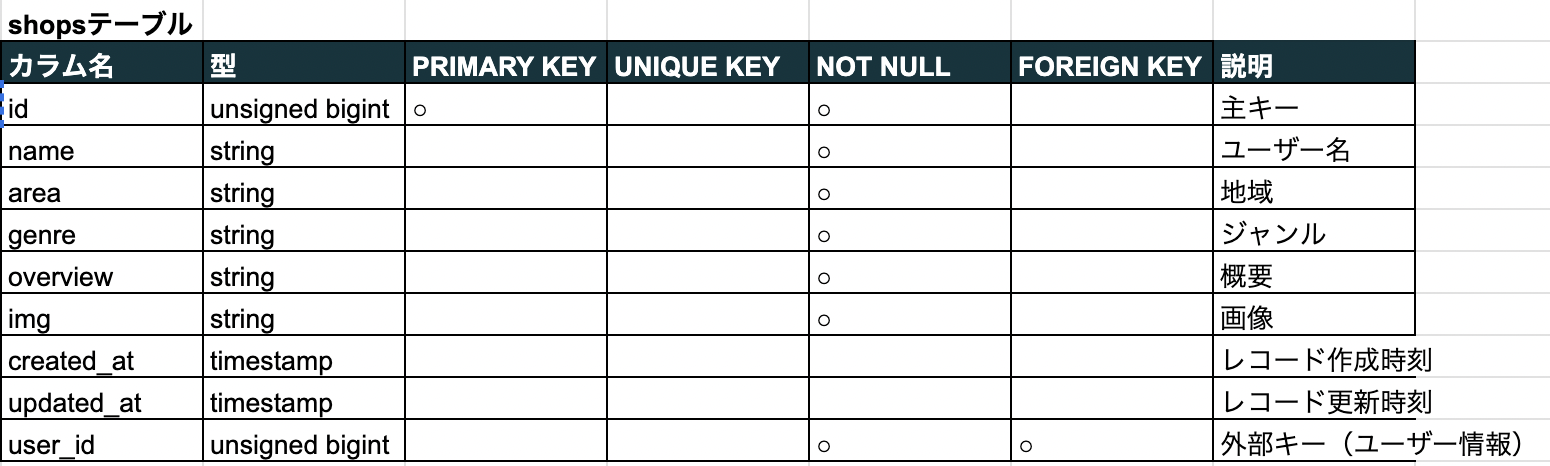 shopsテーブル
カラム名 型 PRIMARY KEY UNIQUE KEY NOT NULL FOREIGN KEY 説明
id unsigned bigint ○ ○ 主キー
name string ○ ユーザー名
area string ○ 地域
genre string ○ ジャンル
overview string ○ 概要
img string ○ 画像
created_at timestamp レコード作成時刻
updated_at timestamp レコード更新時刻
user_id unsigned bigint ○ ○ 外部キー（ユーザー情報）